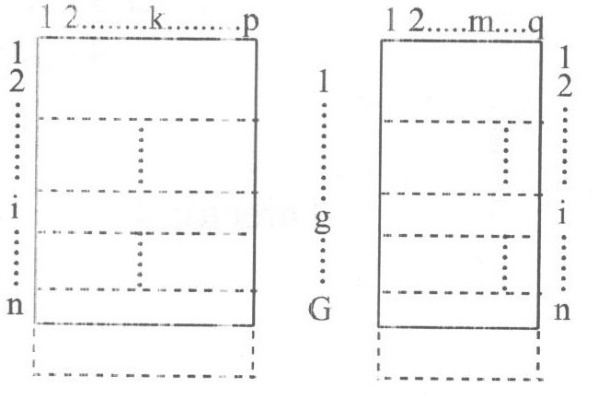 1 2........k.........p
1 2.....m....q
1
2
i
n
1
g
G
1
2
i
n